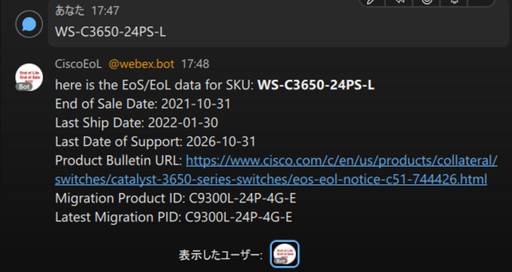 あなた 17:47
WS-C3650-24PS-L
CiscoEoL @webex.bot 17:48
here is the EoS/EoL data for SKU: WS-C3650-24PS-L
End of Sale Date: 2021-10-31
Last Ship Date: 2022-01-30
Last Date of Support: 2026-10-31
Product Bulletin URL: https://www.cisco.com/c/en/us/products/collateral/
switches/catalyst-3650-series-switches/eos-eol-notice-c51-744426.html
Migration Product ID: C9300L-24P-4G-E
Latest Migration PID: C9300L-24P-4G-E
表示したユーザー: